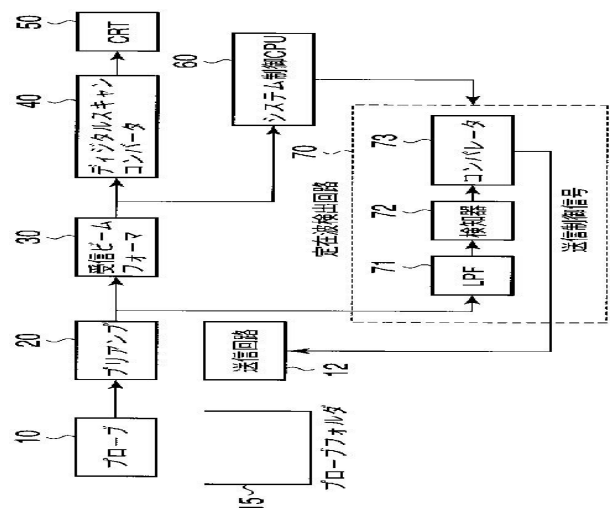 10
プローブ
20
プリアンプ
30
受信ビーム
フォーマ
40
ディジタルスキャン
コンバータ
50
CRT
60
システム制御CPU
15
プローブフォルダ
送信回路
12
定在波検出回路
70
71
LPF
72
検知器
73
コンパレータ
送信制御信号